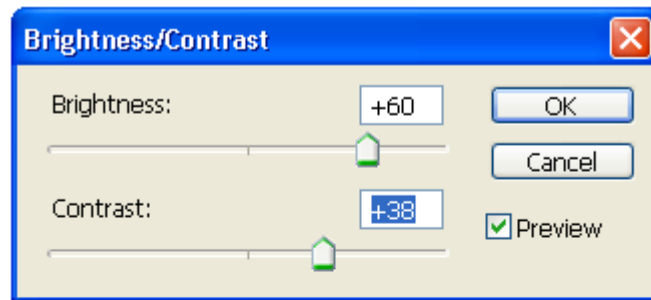 Brightness/Contrast
Brightness: +60
OK
Cancel
Contrast: +38
Preview